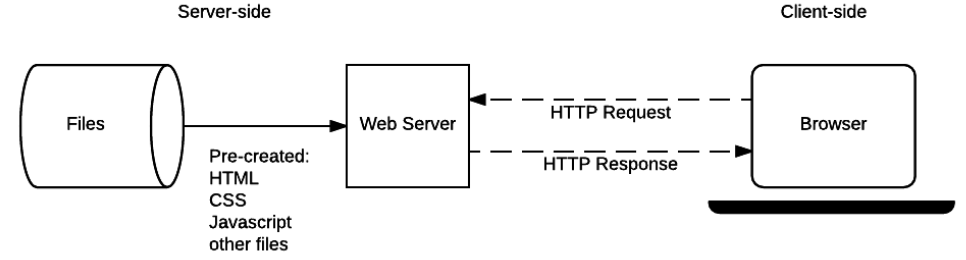 Server-side
Client-side
Files
Web Server
HTTP Request
Browser
HTTP Response
Pre-created:
HTML
CSS
Javascript
other files